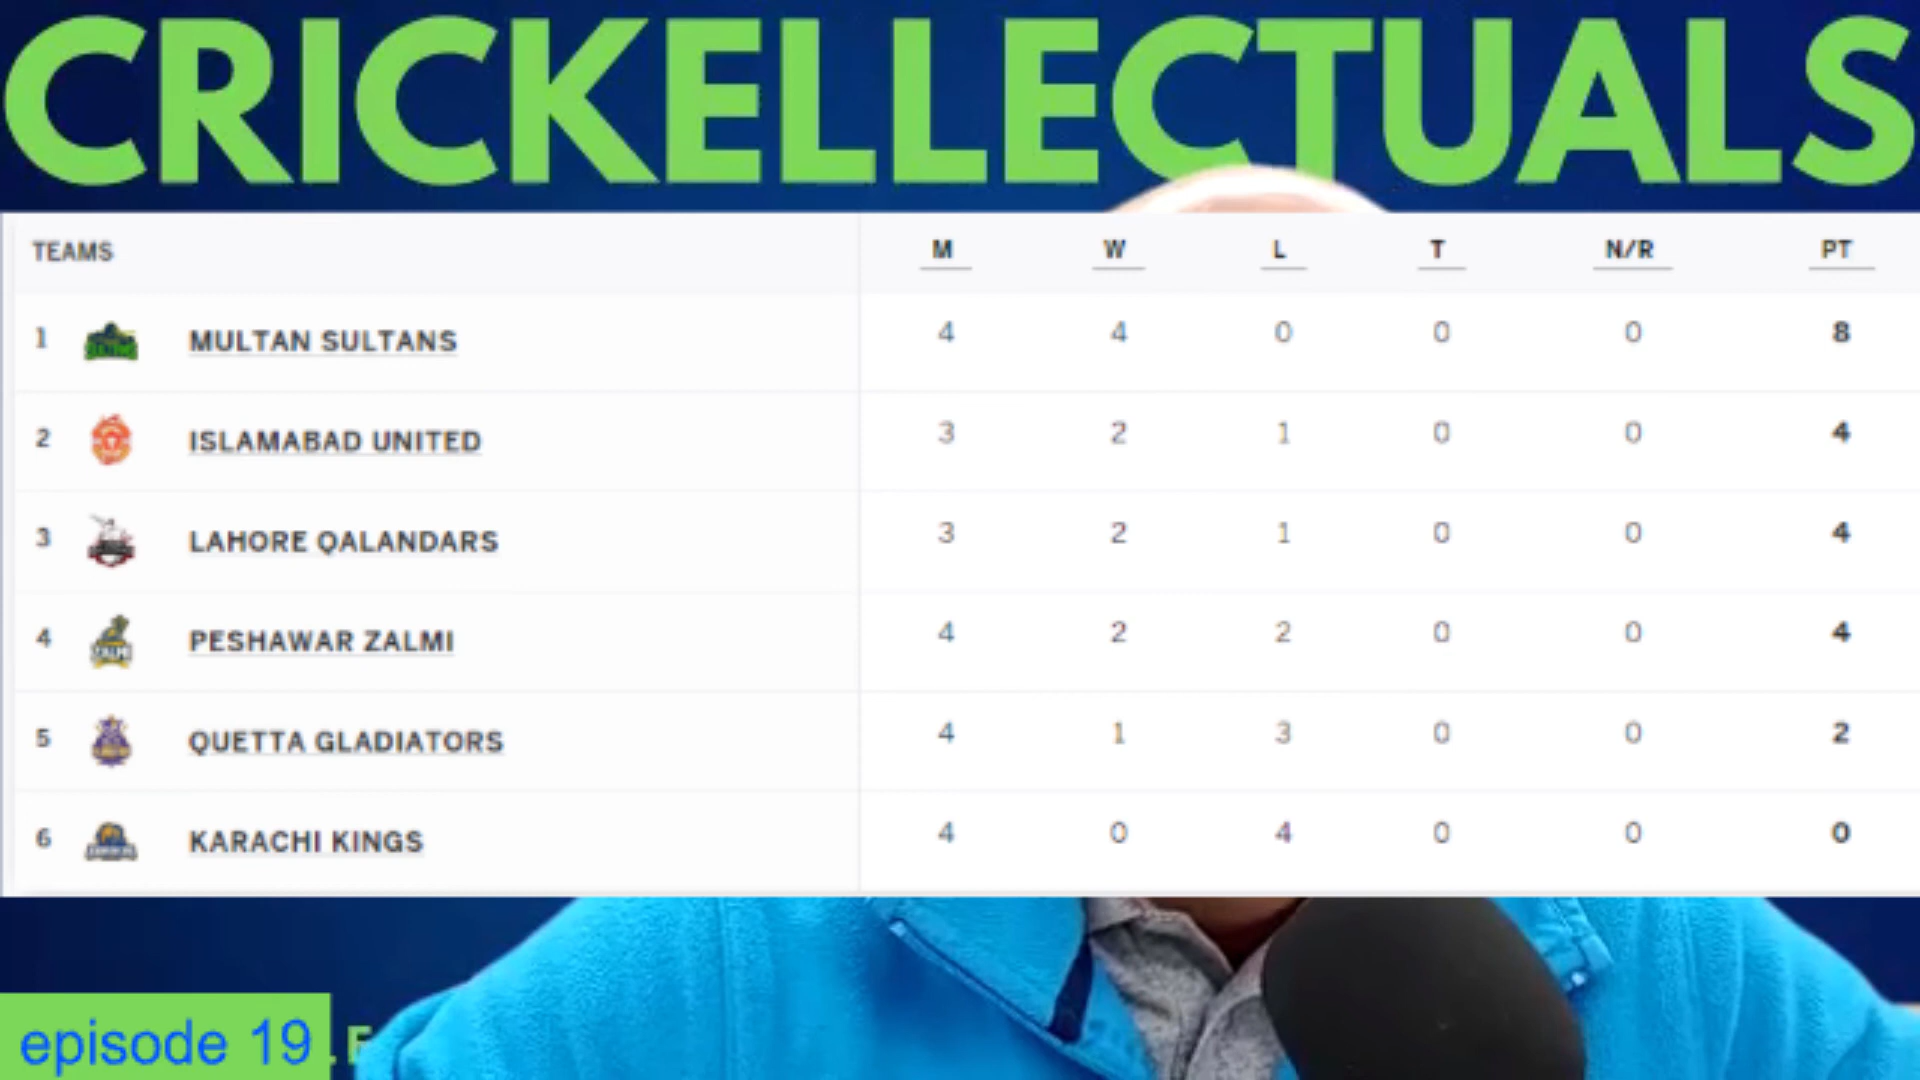 CRICKELLECTUALS
TEAMS M W L T N/R PT
1 MULTAN SULTANS 4 4 0 0 0 8
2 ISLAMABAD UNITED 3 2 1 0 0 4
3 LAHORE QALANDARS 3 2 1 0 0 4
4 PESHAWAR ZALMI 4 2 2 0 0 4
5 QUETTA GLADIATORS 4 1 3 0 0 2
6 KARACHI KINGS 4 0 4 0 0 0
episode 19